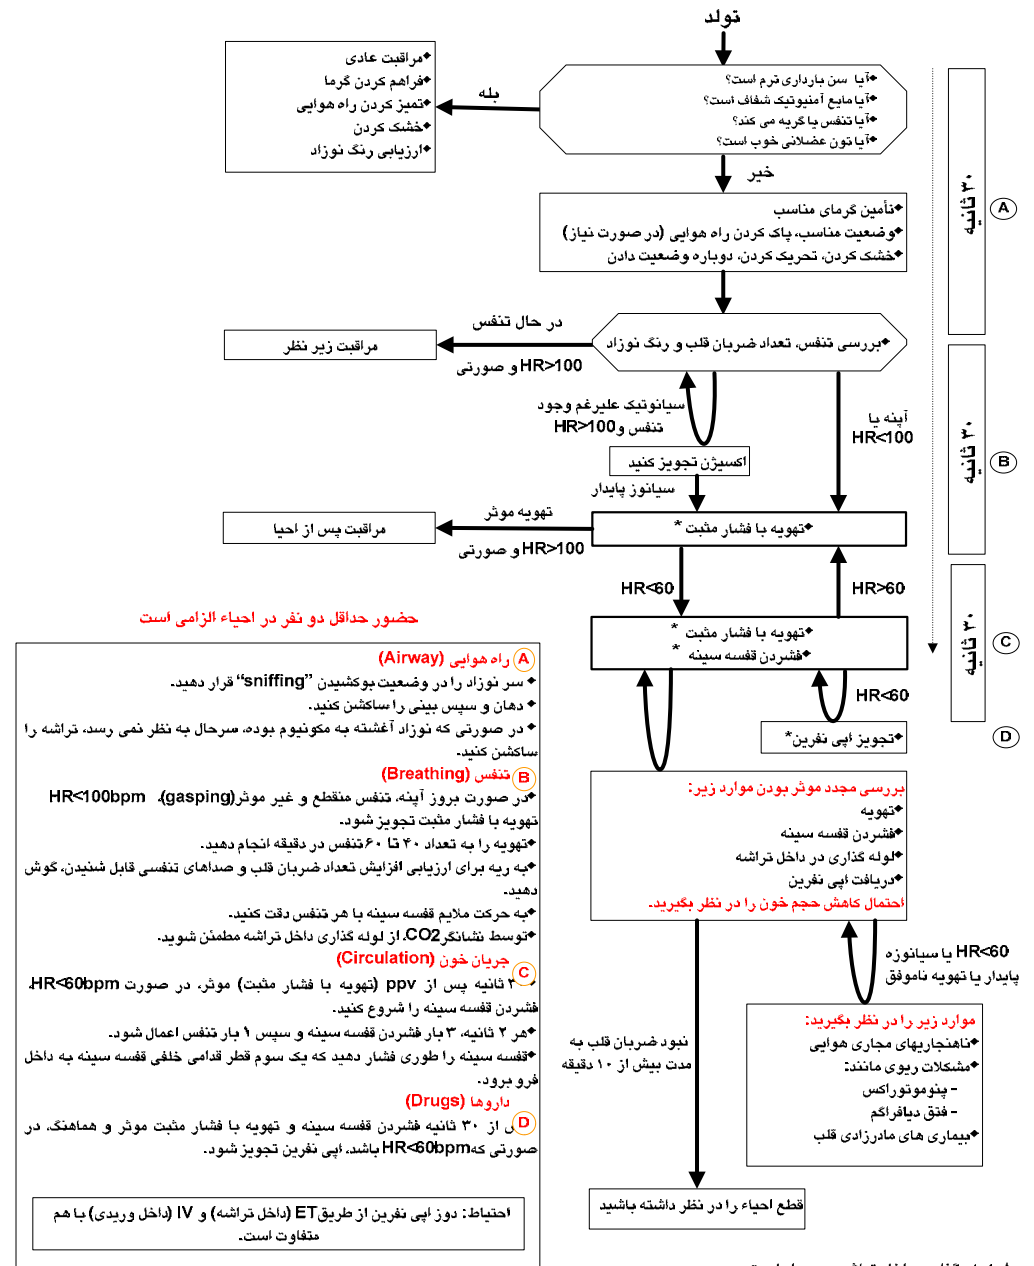 تولد
◆آیا سن بارداری ترم است؟
◆آیا مایع آمنیوتیک شفاف است؟
◆آیا تنفس یا گریه می کند؟
◆آیا تون عضلانی خوب است؟
بله
◆مراقبت عادی
◆فراهم کردن گرما
◆تمیز کردن راه هوایی
◆خشک کردن
◆ارزیابی رنگ نوزاد
خیر
◆تأمین گرمای مناسب
◆وضعیت مناسب، پاک کردن راه هوایی (در صورت نیاز)
◆خشک کردن، تحریک کردن، دوباره وضعیت دادن
۳۰ ثانیه
A
◆بررسی تنفس، تعداد ضربان قلب و رنگ نوزاد
در حال تنفس
HR>100 و صورتی
مراقبت زیر نظر
سیانوتیک علیرغم وجود
تنفس و HR>100
آپنه یا
HR<100
اکسیژن تجویز کنید
سیانوز پایدار
۳۰ ثانیه
B
◆تهویه با فشار مثبت *
تهویه موثر
HR>100 و صورتی
مراقبت پس از احیا
HR<60
HR>60
◆تهویه با فشار مثبت *
◆فشردن قفسه سینه *
۳۰ ثانیه
C
HR<60
◆تجویز اپی نفرین*
D
بررسی مجدد موثر بودن موارد زیر:
◆تهویه
◆فشردن قفسه سینه
◆لوله گذاری در داخل تراشه
◆دریافت اپی نفرین
احتمال کاهش حجم خون را در نظر بگیرید.
HR<60 یا سیانوزه
پایدار یا تهویه ناموفق
نبود ضربان قلب به
مدت بیش از ۱۰ دقیقه
موارد زیر را در نظر بگیرید:
◆ناهنجاریهای مجاری هوایی
◆مشکلات ریوی مانند:
- پنوموتوراکس
- فتق دیافراگم
◆بیماری های مادرزادی قلب
قطع احیاء را در نظر داشته باشید
حضور حداقل دو نفر در احیاء الزامی است
A راه هوایی (Airway)
◆ سر نوزاد را در وضعیت بوکشیدن “sniffing” قرار دهید.
◆ دهان و سپس بینی را ساکشن کنید.
◆ در صورتی که نوزاد آغشته به مکونیوم بوده، سرحال به نظر نمی رسد، تراشه را
ساکشن کنید.
B تنفس (Breathing)
◆در صورت بروز آپنه، تنفس منقطع و غیر موثر(gasping)، HR<100bpm
تهویه با فشار مثبت تجویز شود.
◆تهویه را به تعداد ۴۰ تا ۶۰ تنفس در دقیقه انجام دهید.
◆به ریه برای ارزیابی افزایش تعداد ضربان قلب و صداهای تنفسی قابل شنیدن، گوش
دهید.
◆به حرکت ملایم قفسه سینه با هر تنفس دقت کنید.
◆توسط نشانگر CO2، از لوله گذاری داخل تراشه مطمئن شوید.
C جریان خون (Circulation)
ثانیه پس از ppv (تهویه با فشار مثبت) موثر، در صورت HR<60bpm،
فشردن قفسه سینه را شروع کنید.
◆هر ۲ ثانیه، ۳ بار فشردن قفسه سینه و سپس ۱ بار تنفس اعمال شود.
◆قفسه سینه را طوری فشار دهید که یک سوم قطر قدامی خلفی قفسه سینه به داخل
فرو برود.
داروها (Drugs)
D از ۳۰ ثانیه فشردن قفسه سینه و تهویه با فشار مثبت موثر و هماهنگ، در
صورتی که HR<60bpm باشد، اپی نفرین تجویز شود.
احتیاط: دوز اپی نفرین از طریق ET (داخل تراشه) و IV (داخل وریدی) با هم
متفاوت است.